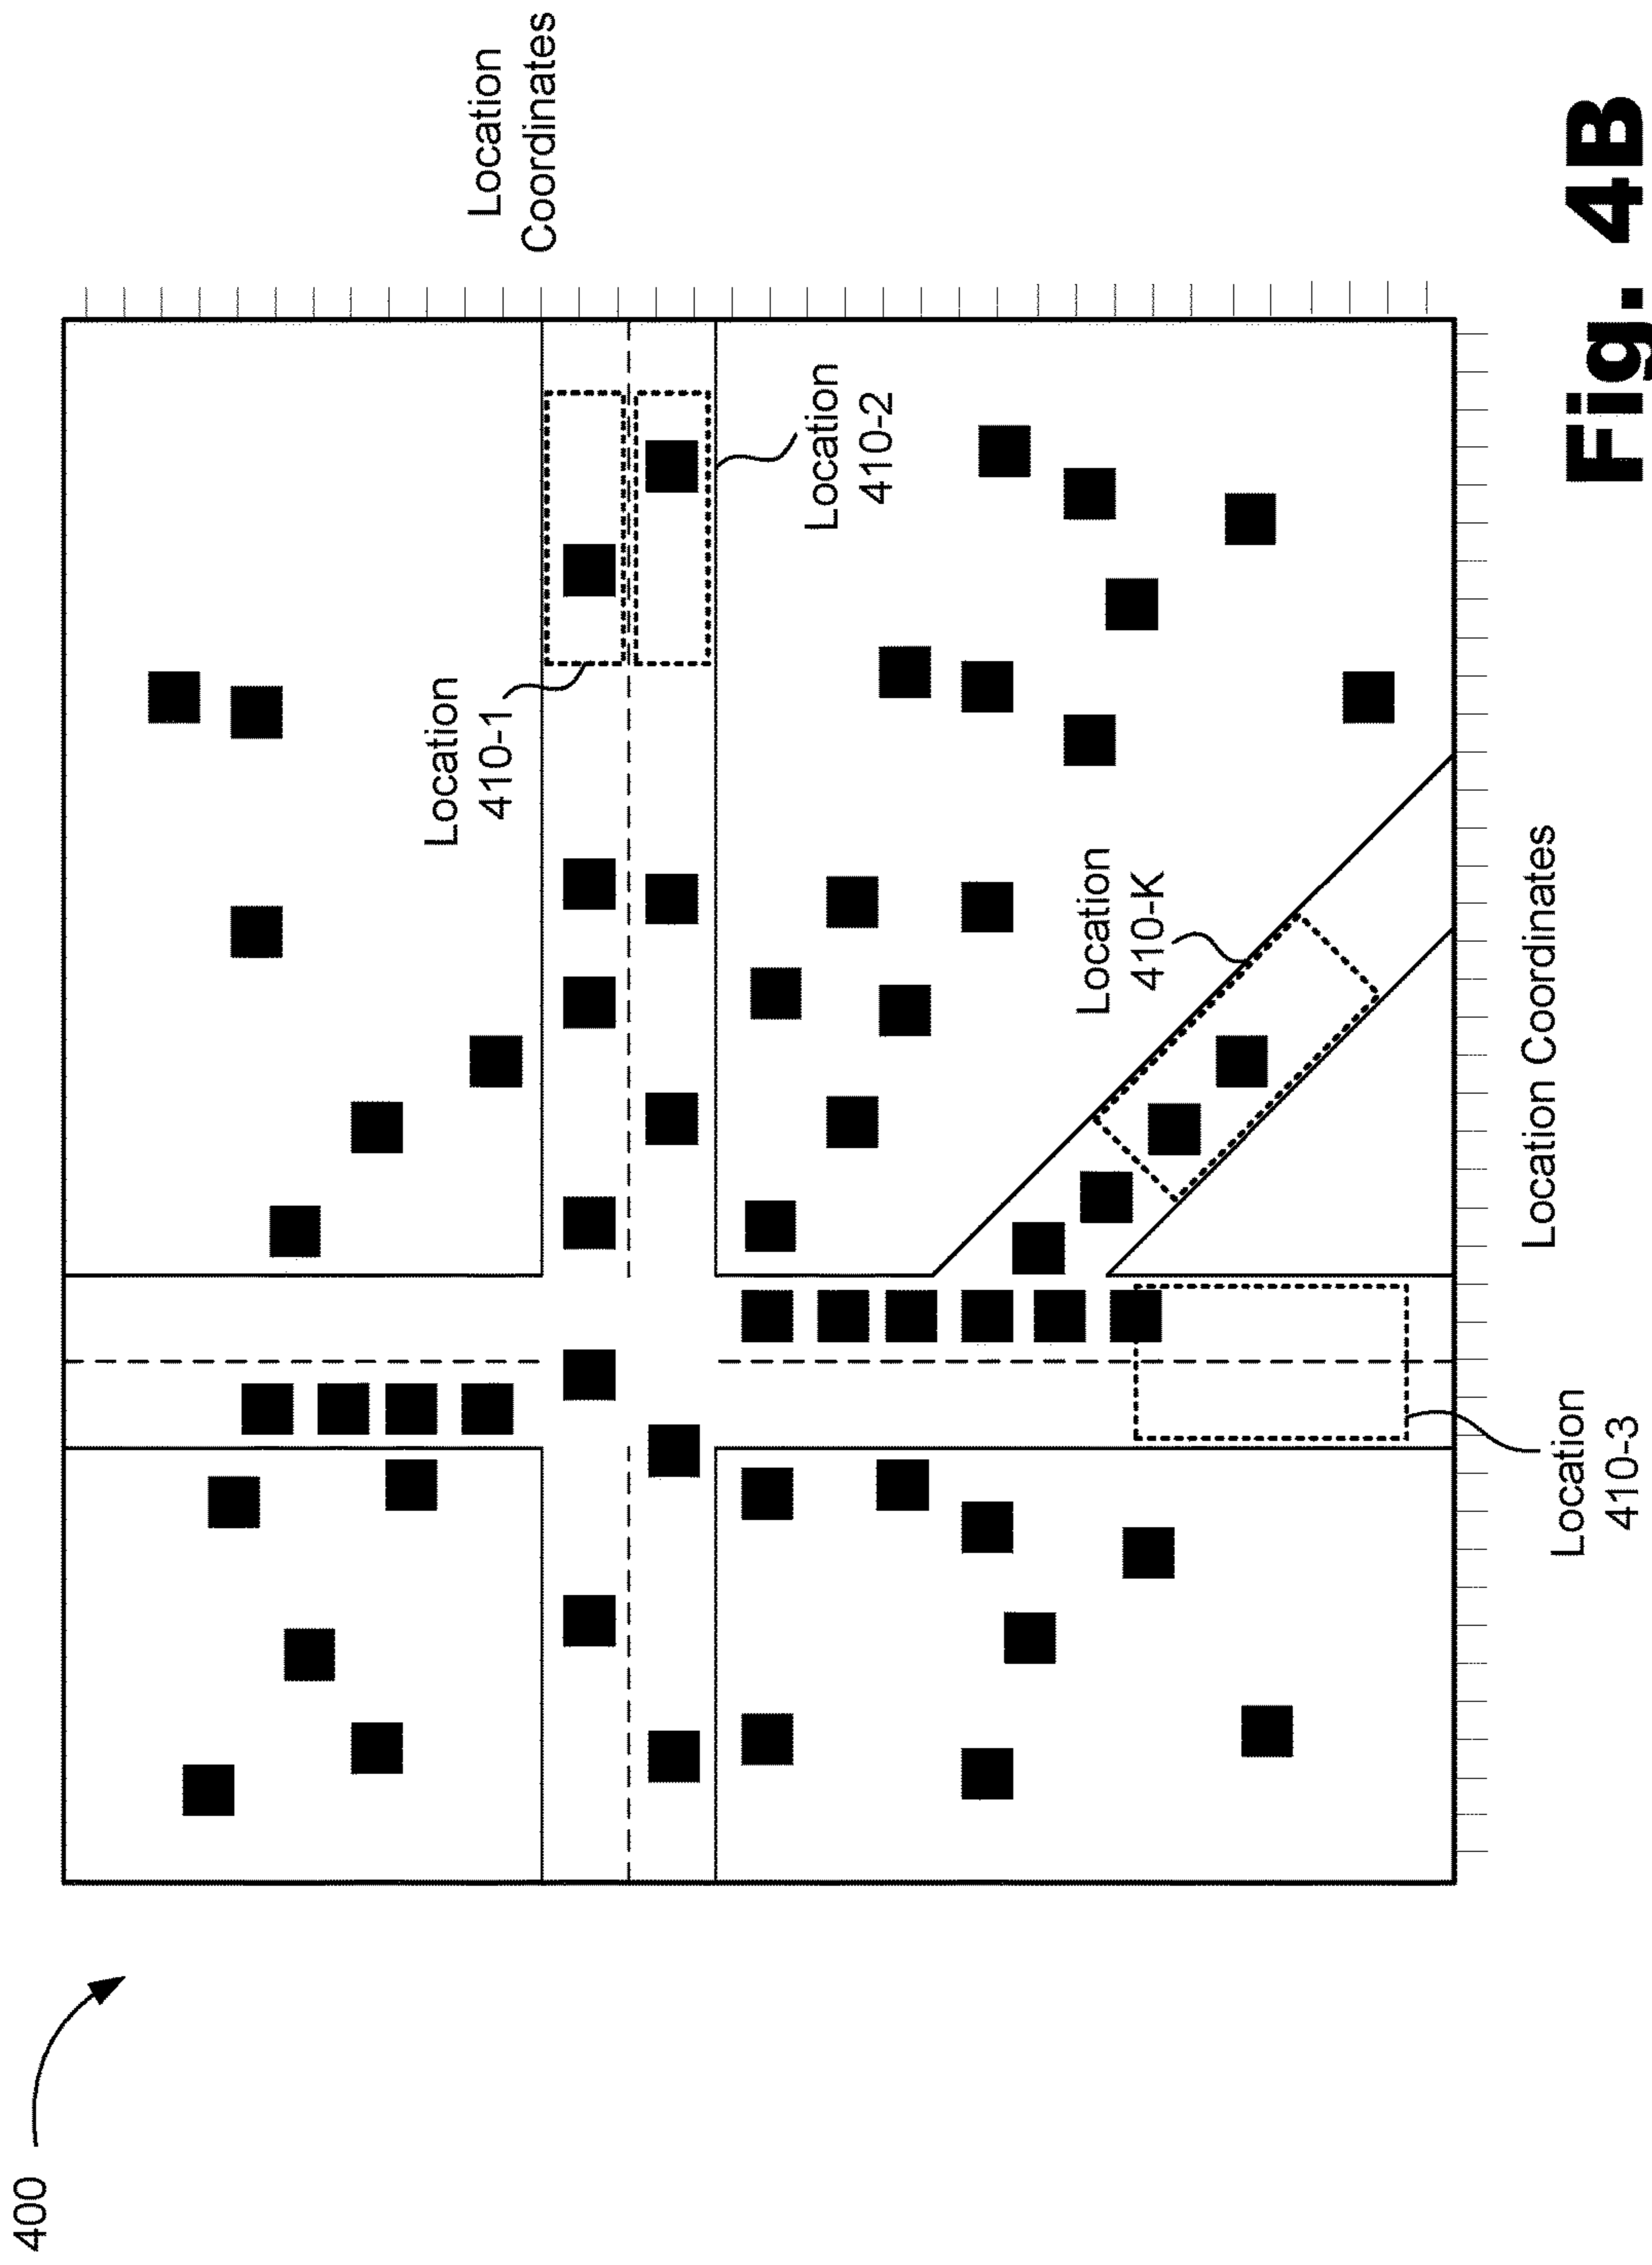 400
Location
Coordinates
Location
410-1
Location
410-2
Location
410-K
Location Coordinates
Location
410-3
Fig. 4B